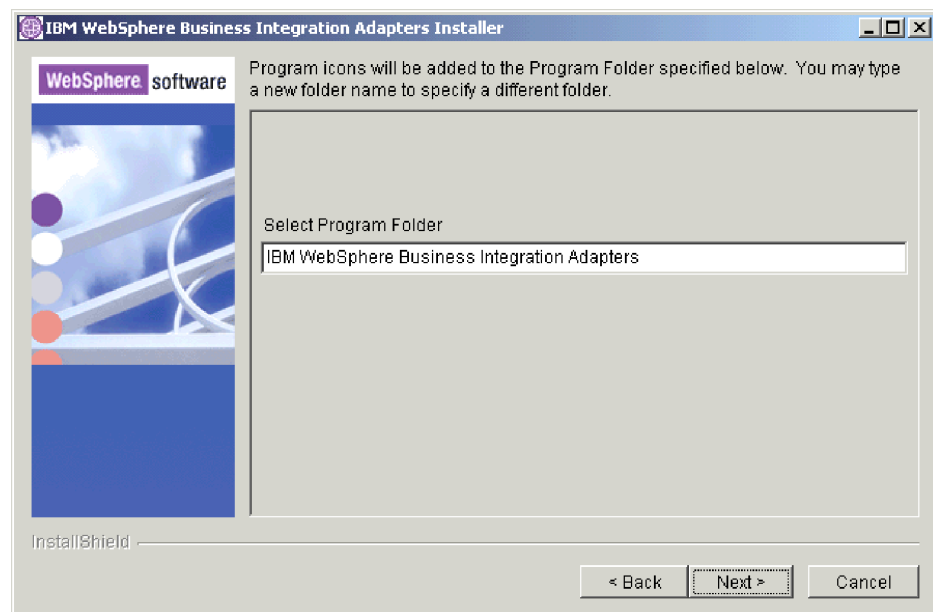 IBM WebSphere Business Integration Adapters Installer
WebSphere. software
Program icons will be added to the Program Folder specified below. You may type
a new folder name to specify a different folder.
Select Program Folder
IBM WebSphere Business Integration Adapters
InstallShield
< Back
Next >
Cancel